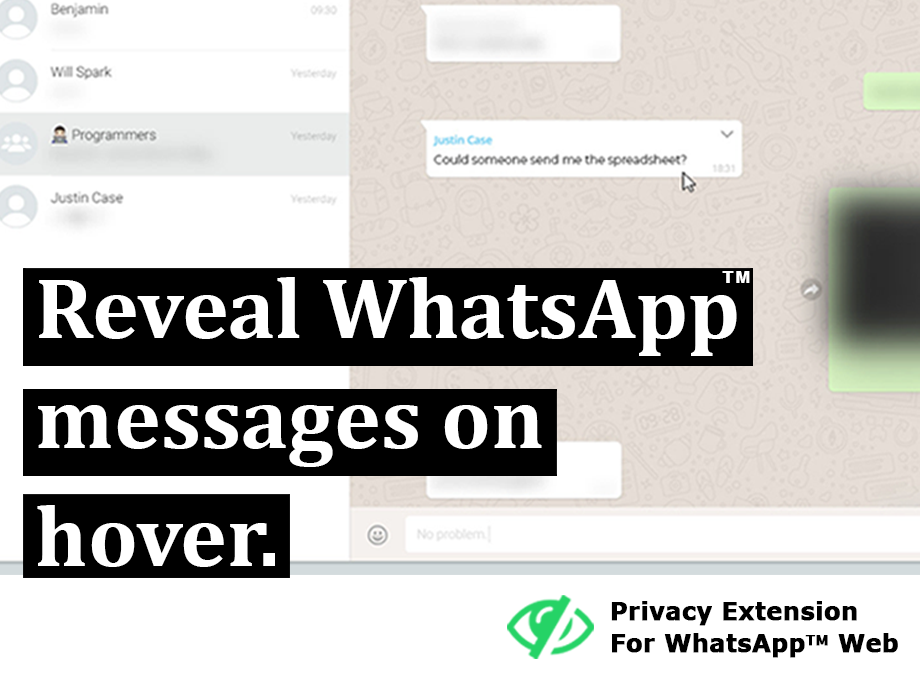 Benjamin
09:30
Will Spark
Yesterday
Programmers
Yesterday
Justin Case
Yesterday
Justin Case
Could someone send me the spreadsheet?
18:31
Reveal WhatsApp™
messages on
hover.
No problem.
Privacy Extension
For WhatsApp™ Web